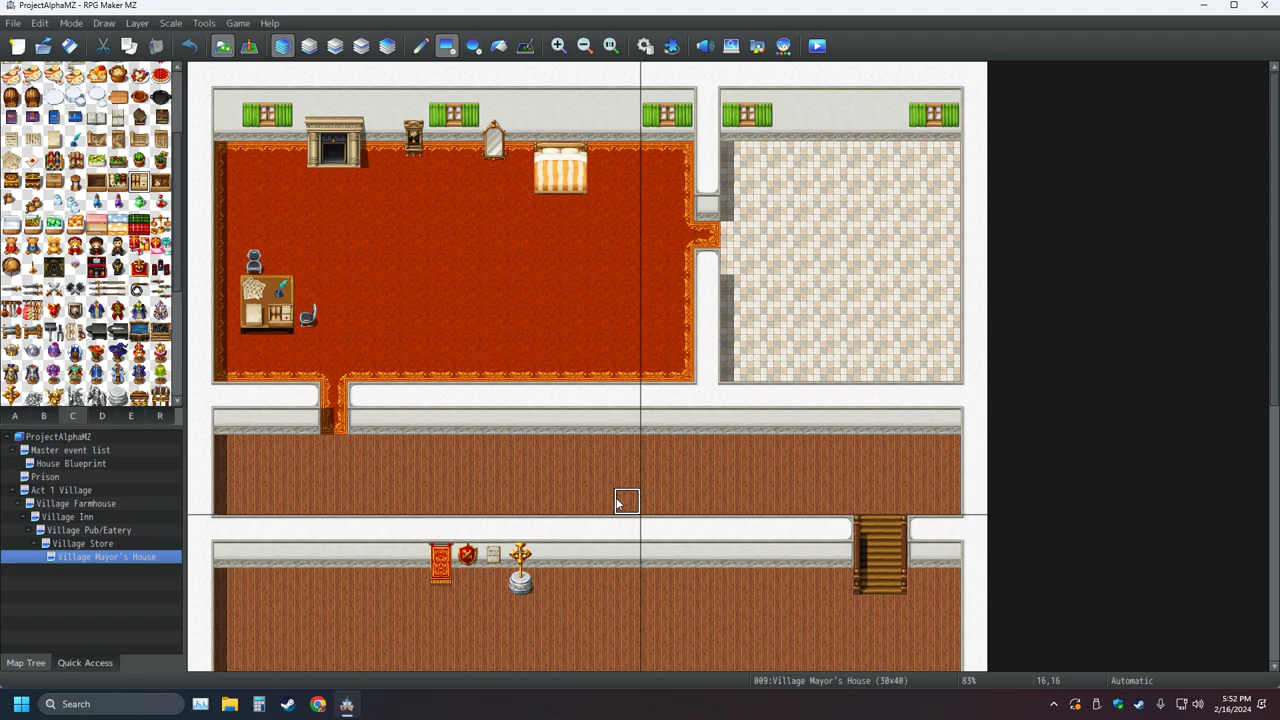 ProjectAlphaMZ - RPG Maker MZ
File Edit Mode Draw Layer Scale Tools Game Help
A B C D E R
ProjectAlphaMZ
Master event list
House Blueprint
Prison
Act 1 Village
Village Farmhouse
Village Inn
Village Pub/Eatery
Village Store
Village Mayor's House
Map Tree Quick Access
009:Village Mayor's House (30x40) 83% 16,16 Automatic
Search
5:52 PM
2/16/2024